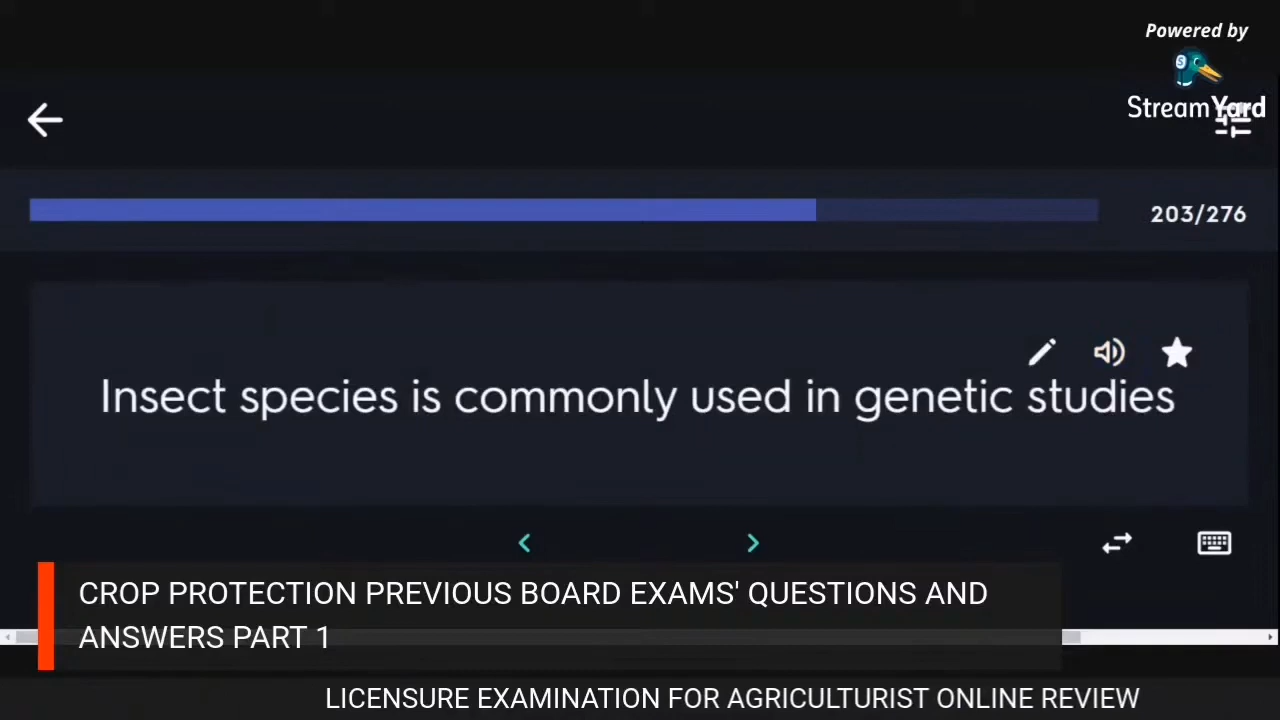 Powered by
StreamYard
203/276
Insect species is commonly used in genetic studies
CROP PROTECTION PREVIOUS BOARD EXAMS' QUESTIONS AND
ANSWERS PART 1
LICENSURE EXAMINATION FOR AGRICULTURIST ONLINE REVIEW